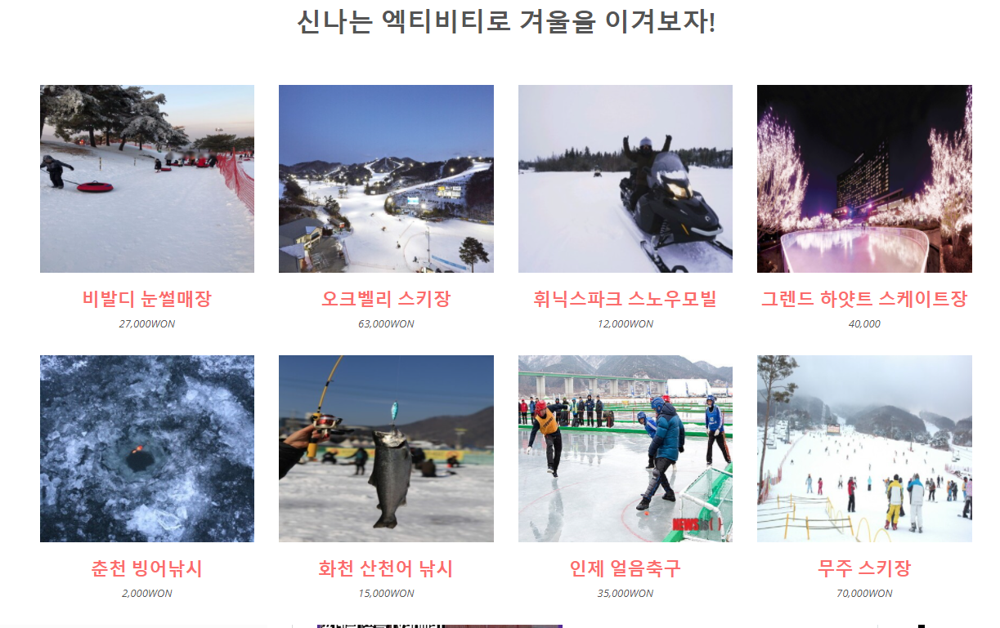 신나는 엑티비티로 겨울을 이겨보자!
비발디 눈썰매장
27,000WON
오크벨리 스키장
63,000WON
휘닉스파크 스노우모빌
12,000WON
그렌드 하얏트 스케이트장
40,000
춘천 빙어낚시
2,000WON
화천 산천어 낚시
15,000WON
NEWSis
인제 얼음축구
35,000WON
무주 스키장
70,000WON